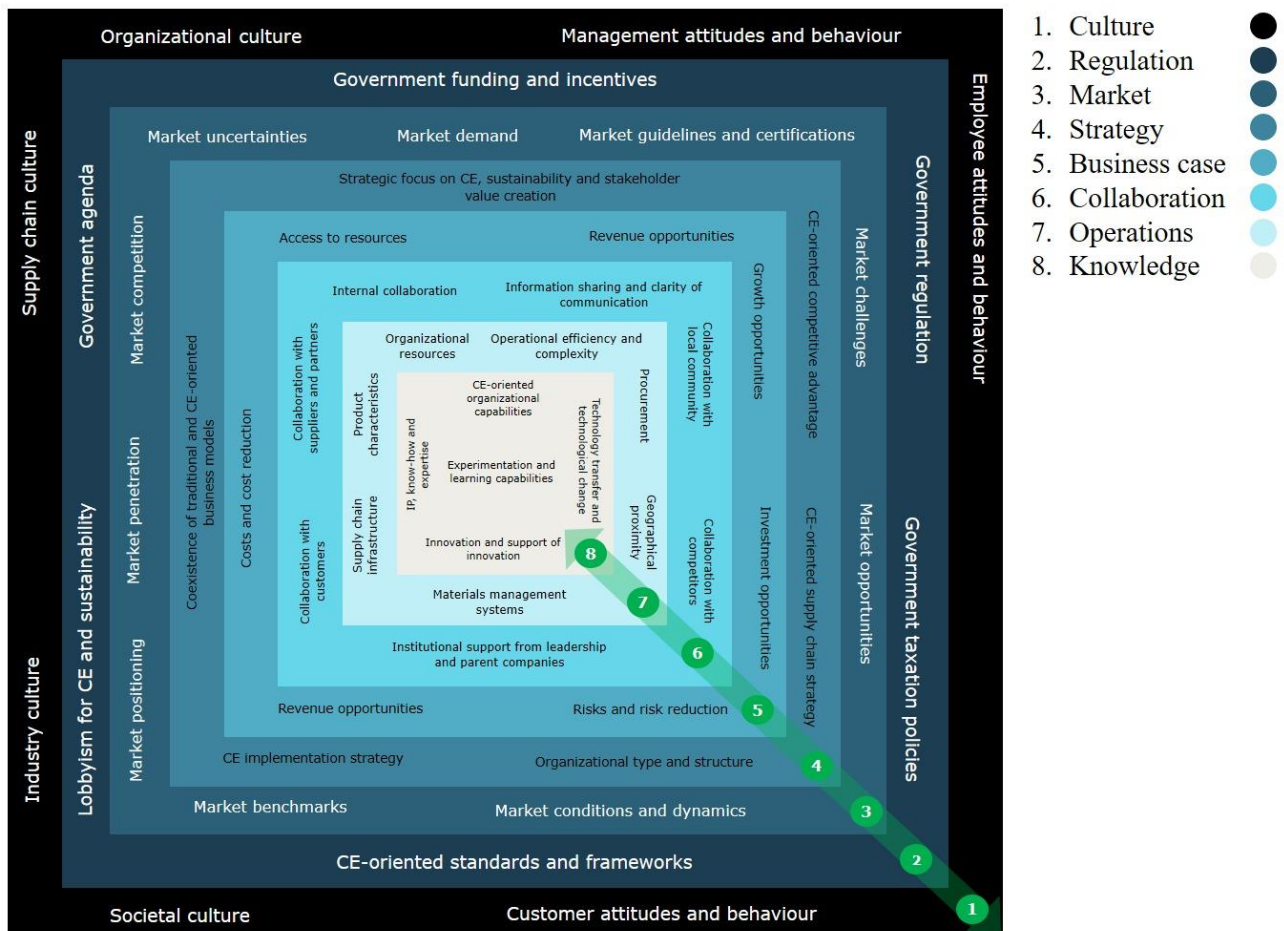 Organizational culture
Management attitudes and behaviour
Supply chain culture
Industry culture
Employee attitudes and behaviour
Societal culture
Customer attitudes and behaviour
Government funding and incentives
Government agenda
Lobbyism for CE and sustainability
Government regulation
Government taxation policies
CE-oriented standards and frameworks
Market uncertainties
Market demand
Market guidelines and certifications
Market competition
Market penetration
Market positioning
Market challenges
Market opportunities
Market benchmarks
Market conditions and dynamics
Strategic focus on CE, sustainability and stakeholder
value creation
Coexistence of traditional and CE-oriented
business models
CE-oriented competitive advantage
CE-oriented supply chain strategy
CE implementation strategy
Organizational type and structure
Access to resources
Revenue opportunities
Costs and cost reduction
Growth opportunities
Investment opportunities
Revenue opportunities
Risks and risk reduction
Internal collaboration
Information sharing and clarity of
communication
Collaboration with
suppliers and partners
Collaboration with
customers
Collaboration with
local community
Collaboration with
competitors
Institutional support from leadership
and parent companies
Organizational
resources
Operational efficiency and
complexity
Product
characteristics
Supply chain
infrastructure
Procurement
Geographical
proximity
Materials management
systems
CE-oriented
organizational
capabilities
IP, know-how and
expertise
Technology transfer and
technological change
Experimentation and
learning capabilities
Innovation and support of
innovation
8
7
6
5
4
3
2
1
1. Culture
2. Regulation
3. Market
4. Strategy
5. Business case
6. Collaboration
7. Operations
8. Knowledge